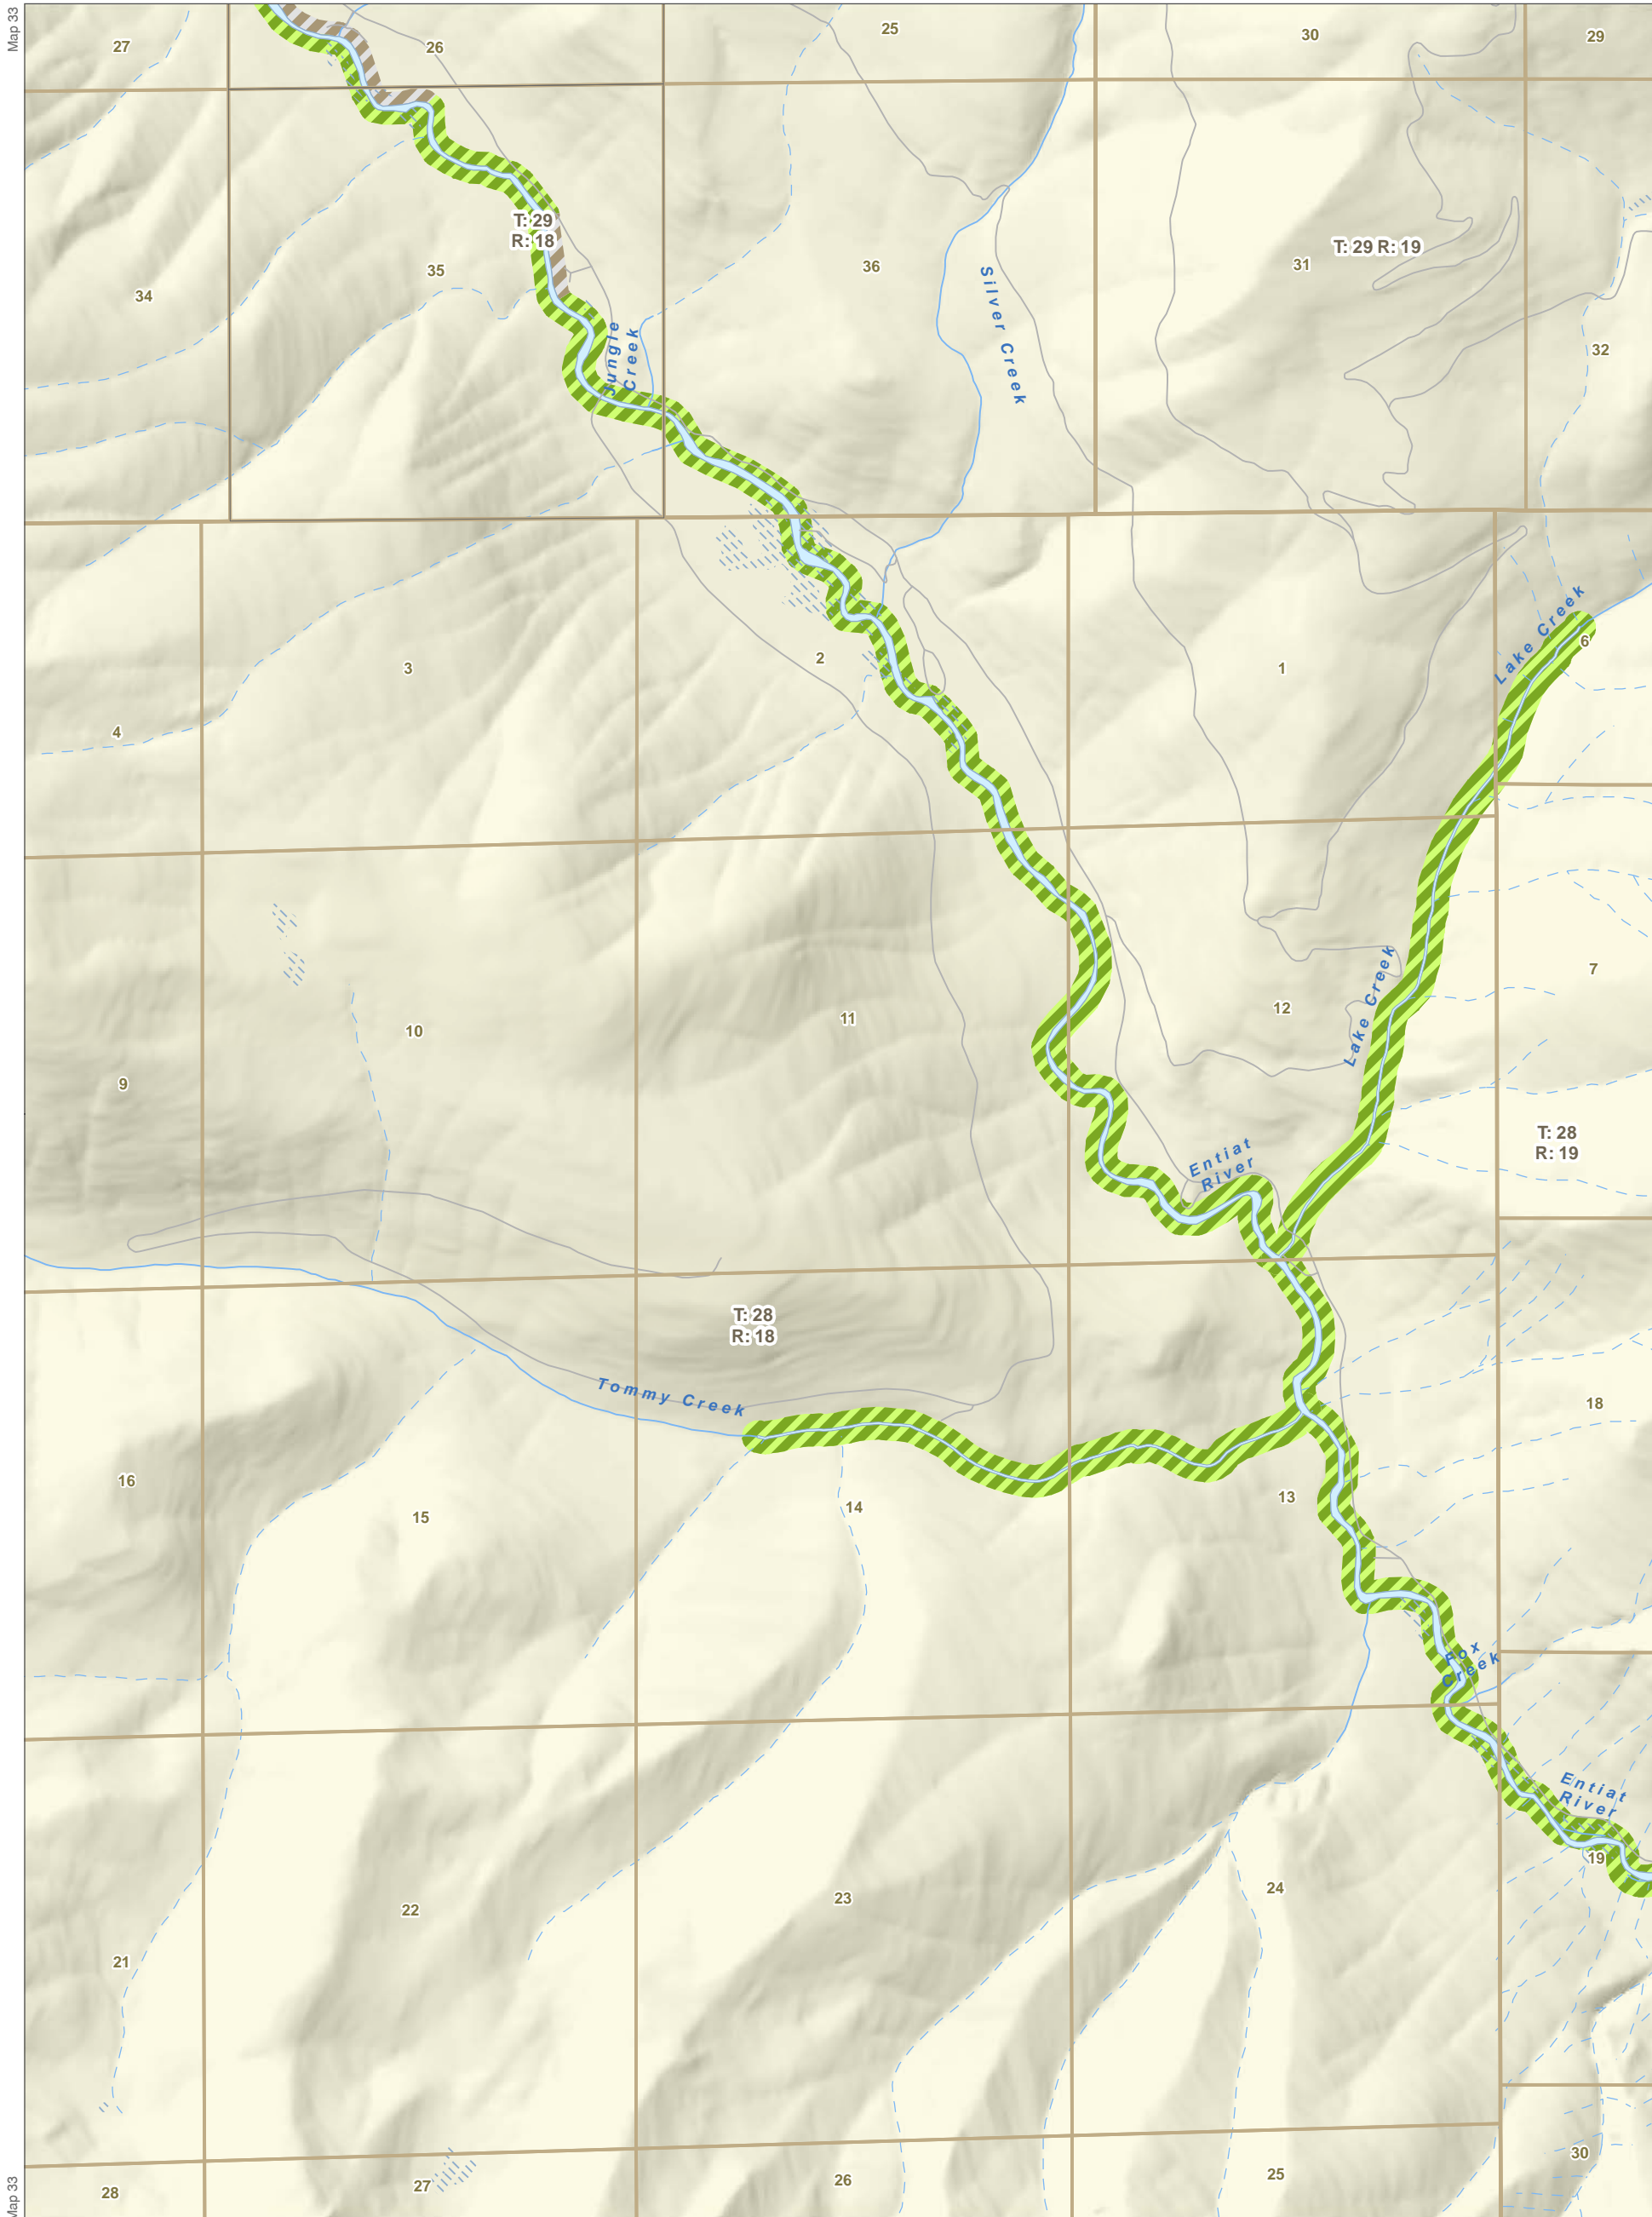 Map 33
27
26
25
30
29
T: 29
R: 18
T: 29 R: 19
34
35
36
31
32
Silver Creek
Jungle
Creek
Lake Creek
6
4
3
2
1
Lake Creek
7
9
10
11
12
T: 28
R: 19
Entiat
River
T: 28
R: 18
Tommy Creek
18
16
15
14
13
Fox
Creek
Entiat
River
19
21
22
23
24
28
27
26
25
30
Map 33